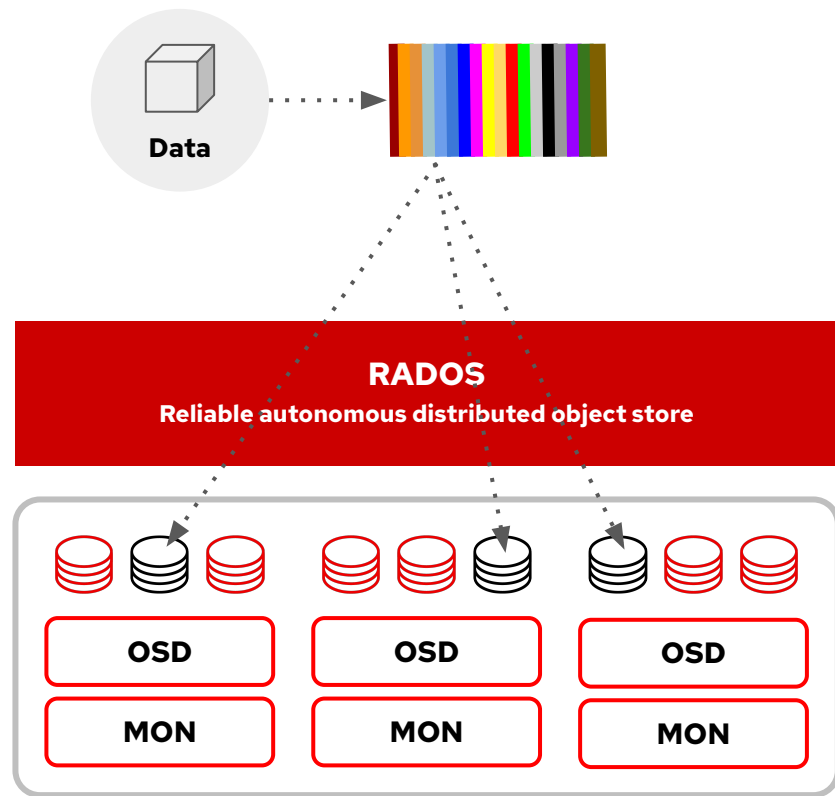 Data
RADOS
Reliable autonomous distributed object store
OSD
OSD
OSD
MON
MON
MON